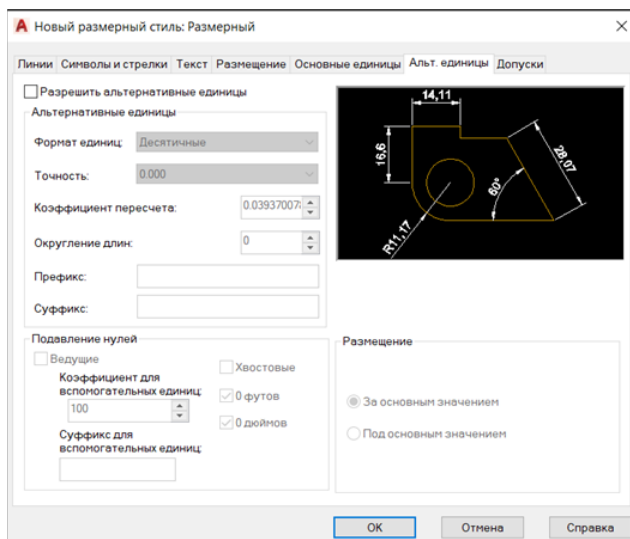 Новый размерный стиль: Размерный
Линии Символы и стрелки Текст Размещение Основные единицы Альт. единицы Допуски
Разрешить альтернативные единицы
Альтернативные единицы
Формат единиц: Десятичные
Точность: 0.000
Коэффициент пересчета: 0.03937007
Округление длин: 0
Префикс:
Суффикс:
14,11
16,6
28,07
60°
R11,17
Подавление нулей
Ведущие
Коэффициент для
вспомогательных единиц:
100
Суффикс для
вспомогательных единиц:
Хвостовые
0 футов
0 дюймов
Размещение
За основным значением
Под основным значением
ОК Отмена Справка